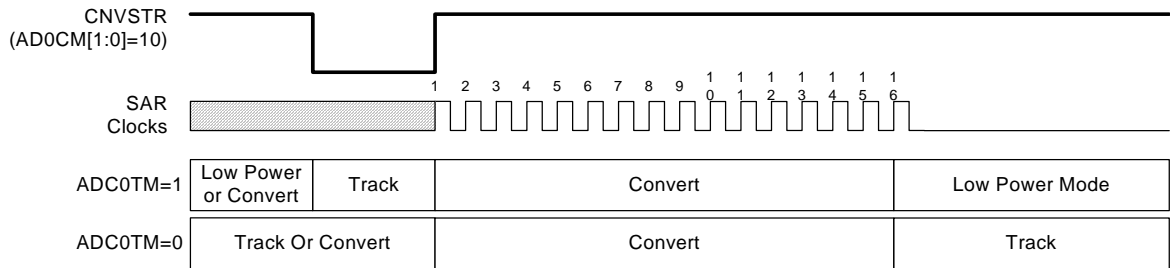 CNVSTR
(AD0CM[1:0]=10)
1 2 3 4 5 6 7 8 9 10 11 12 13 14 15 16
SAR
Clocks
ADC0TM=1
Low Power
or Convert
Track
Convert
Low Power Mode
ADC0TM=0
Track Or Convert
Convert
Track